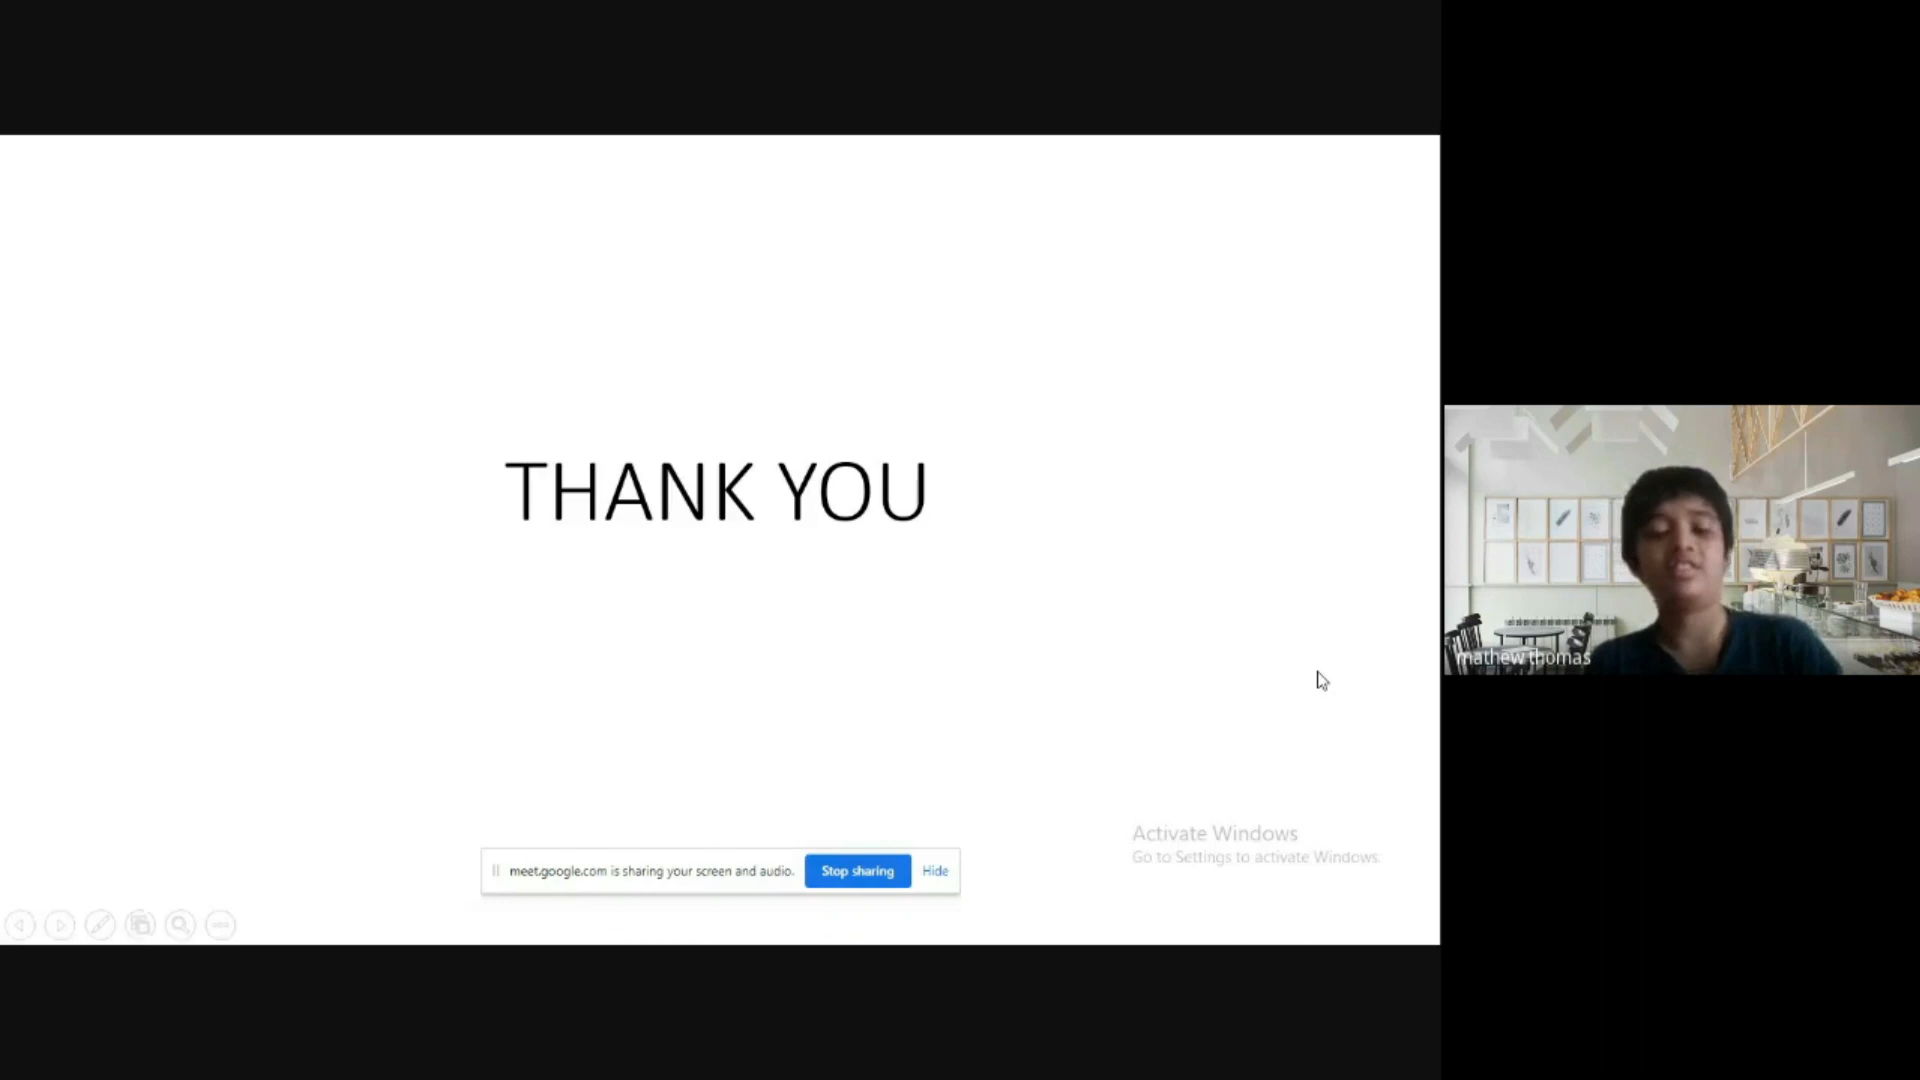 THANK YOU
mathew thomas
Activate Windows
Go to Settings to activate Windows.
meet.google.com is sharing your screen and audio. Stop sharing Hide